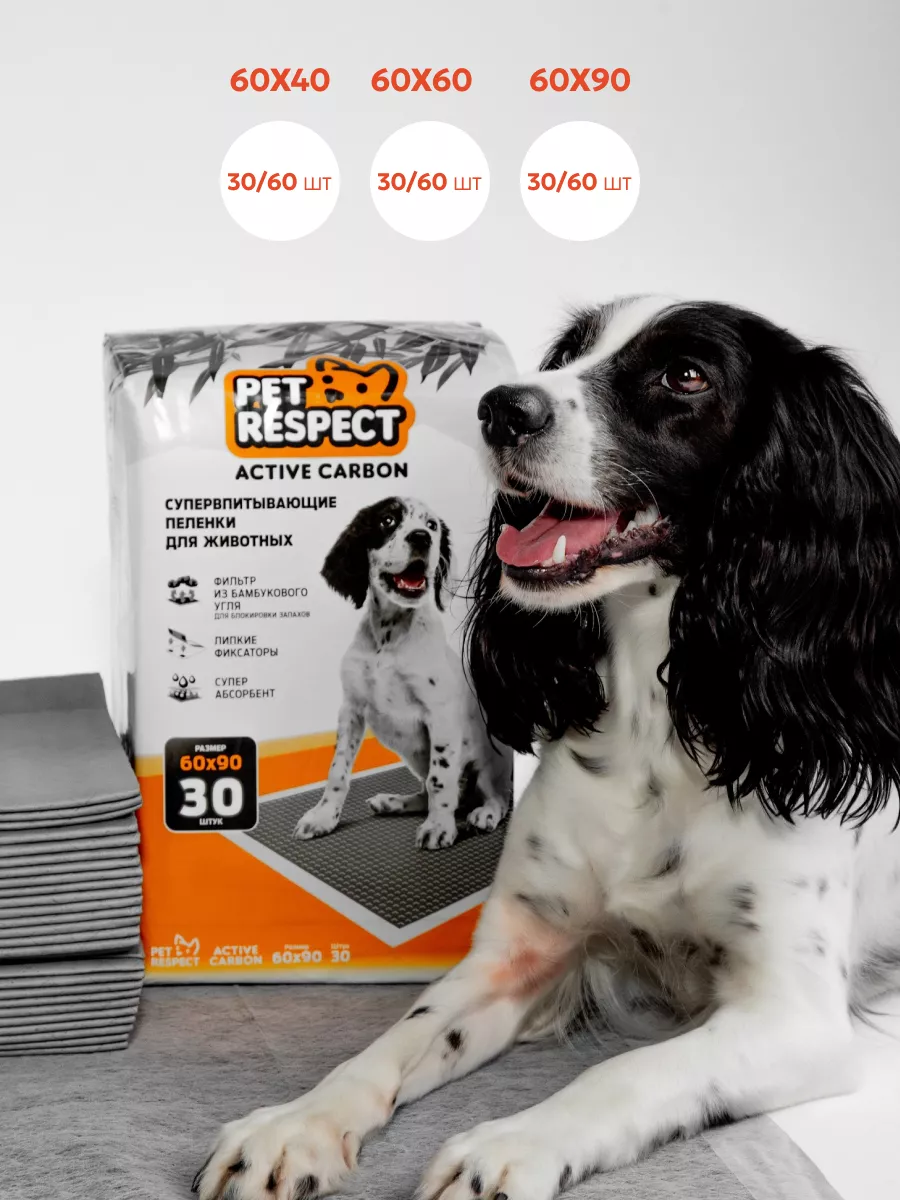 60X40 60X60 60X90
30/60 ШТ 30/60 ШТ 30/60 ШТ
PET
RESPECT
ACTIVE CARBON
СУПЕРВПИТЫВАЮЩИЕ
ПЕЛЕНКИ
ДЛЯ ЖИВОТНЫХ
ФИЛЬТР
ИЗ БАМБУКОВОГО
УГЛЯ
ДЛЯ БЛОКИРОВКИ ЗАПАХОВ
ЛИПКИЕ
ФИКСАТОРЫ
СУПЕР
АБСОРБЕНТ
РАЗМЕР
60x90
30
ШТУК
PET
RESPECT
ACTIVE
CARBON
Размер
60x90
Штук
30